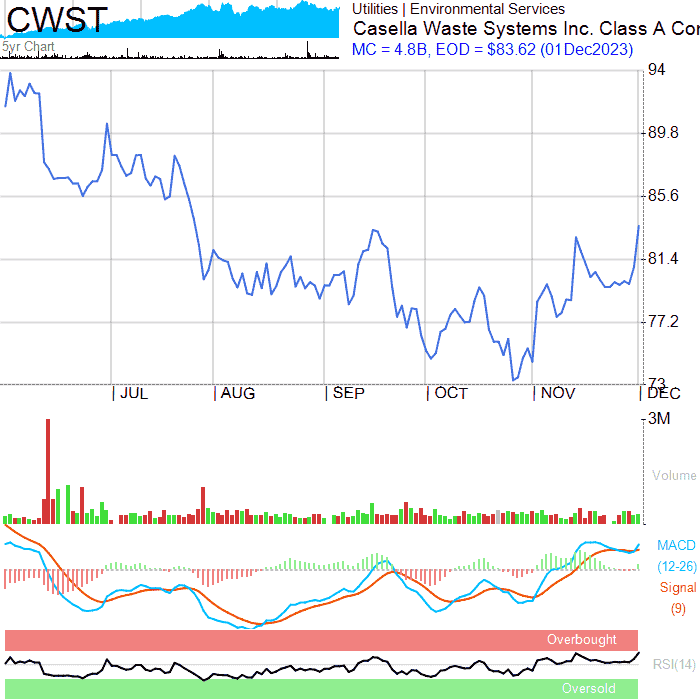 CWST
5yr Chart
Utilities | Environmental Services
Casella Waste Systems Inc. Class A Cor
MC = 4.8B, EOD = $83.62 (01Dec2023)
94
89.8
85.6
81.4
77.2
73
| JUL | AUG | SEP | OCT | NOV | DEC
3M
Volume
MACD
(12-26)
Signal
(9)
Overbought
RSI(14)
Oversold